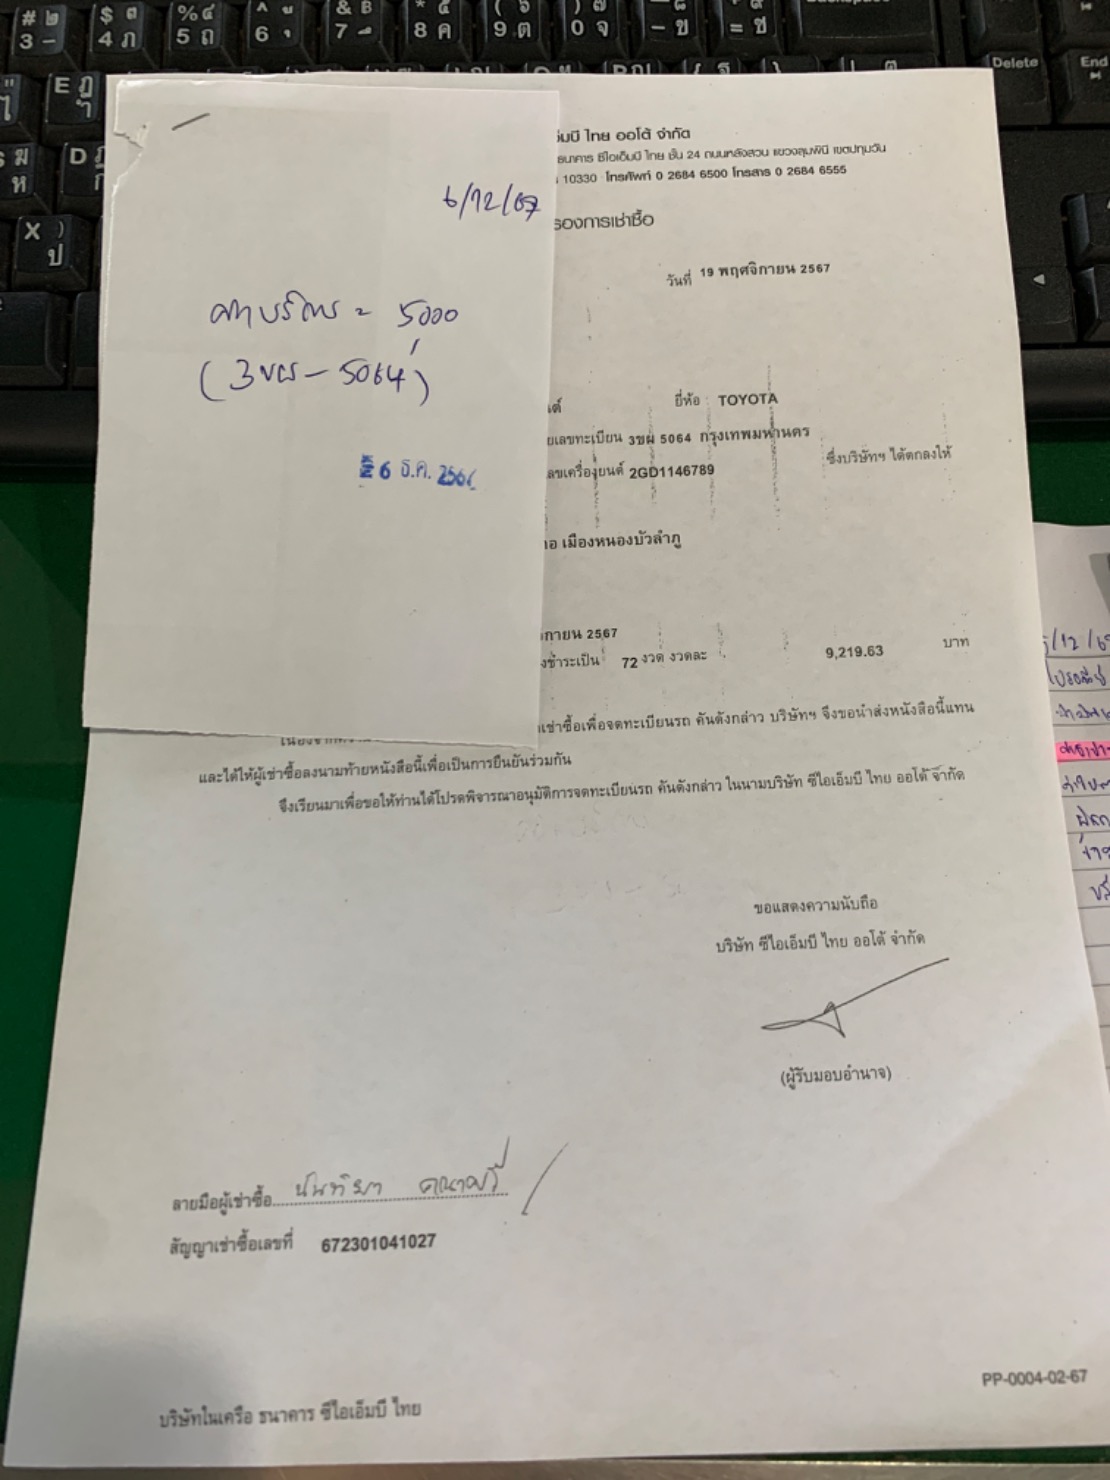 6/12/67
ค่าบริการ = 5000
(3ขผ - 5064)
6 ธ.ค. 256
เอ็มบี ไทย ออโต้ จำกัด
ธนาคาร ซีไอเอ็มบี ไทย ชั้น 24 ถนนหลังสวน แขวงลุมพินี เขตปทุมวัน
10330 โทรศัพท์ 0 2684 6500 โทรสาร 0 2684 6555
รองการเช่าซื้อ
วันที่ 19 พฤศจิกายน 2567
ยี่ห้อ TOYOTA
ยเลขทะเบียน 3ขผ 5064 กรุงเทพมหานคร
ซึ่งบริษัทฯ ได้ตกลงให้
ลขเครื่องยนต์ 2GD1146789
เมืองหนองบัวลำภู
กายน 2567
งชำระเป็น 72 งวด งวดละ 9,219.63 บาท
เช่าซื้อเพื่อจดทะเบียนรถ คันดังกล่าว บริษัทฯ จึงขอนำส่งหนังสือนี้แทน
และได้ให้ผู้เช่าซื้อลงนามท้ายหนังสือนี้เพื่อเป็นการยืนยันร่วมกัน
จึงเรียนมาเพื่อขอให้ท่านได้โปรดพิจารณาอนุมัติการจดทะเบียนรถ คันดังกล่าว ในนามบริษัท ซีไอเอ็มบี ไทย ออโต้ จำกัด
ขอแสดงความนับถือ
บริษัท ซีไอเอ็มบี ไทย ออโต้ จำกัด
(ผู้รับมอบอำนาจ)
ลายมือผู้เช่าซื้อ นันทิมา
สัญญาเช่าซื้อเลขที่ 672301041027
PP-0004-02-67
บริษัทในเครือ ธนาคาร ซีไอเอ็มบี ไทย